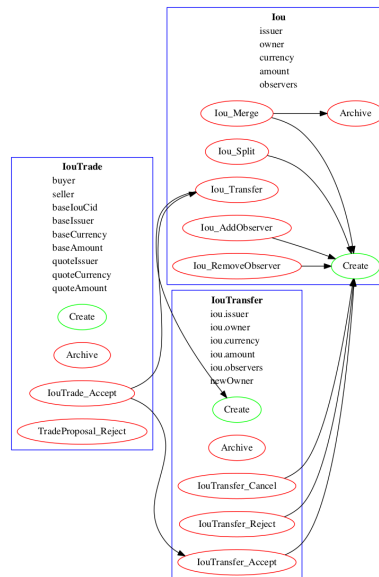 Iou
issuer
owner
currency
amount
observers
Iou_Merge
Archive
Iou_Split
Iou_Transfer
Iou_AddObserver
Iou_RemoveObserver
Create
IouTrade
buyer
seller
baseIouCid
baseIssuer
baseCurrency
baseAmount
quoteIssuer
quoteCurrency
quoteAmount
Create
Archive
IouTrade_Accept
TradeProposal_Reject
IouTransfer
iou.issuer
iou.owner
iou.currency
iou.amount
iou.observers
newOwner
Create
Archive
IouTransfer_Cancel
IouTransfer_Reject
IouTransfer_Accept